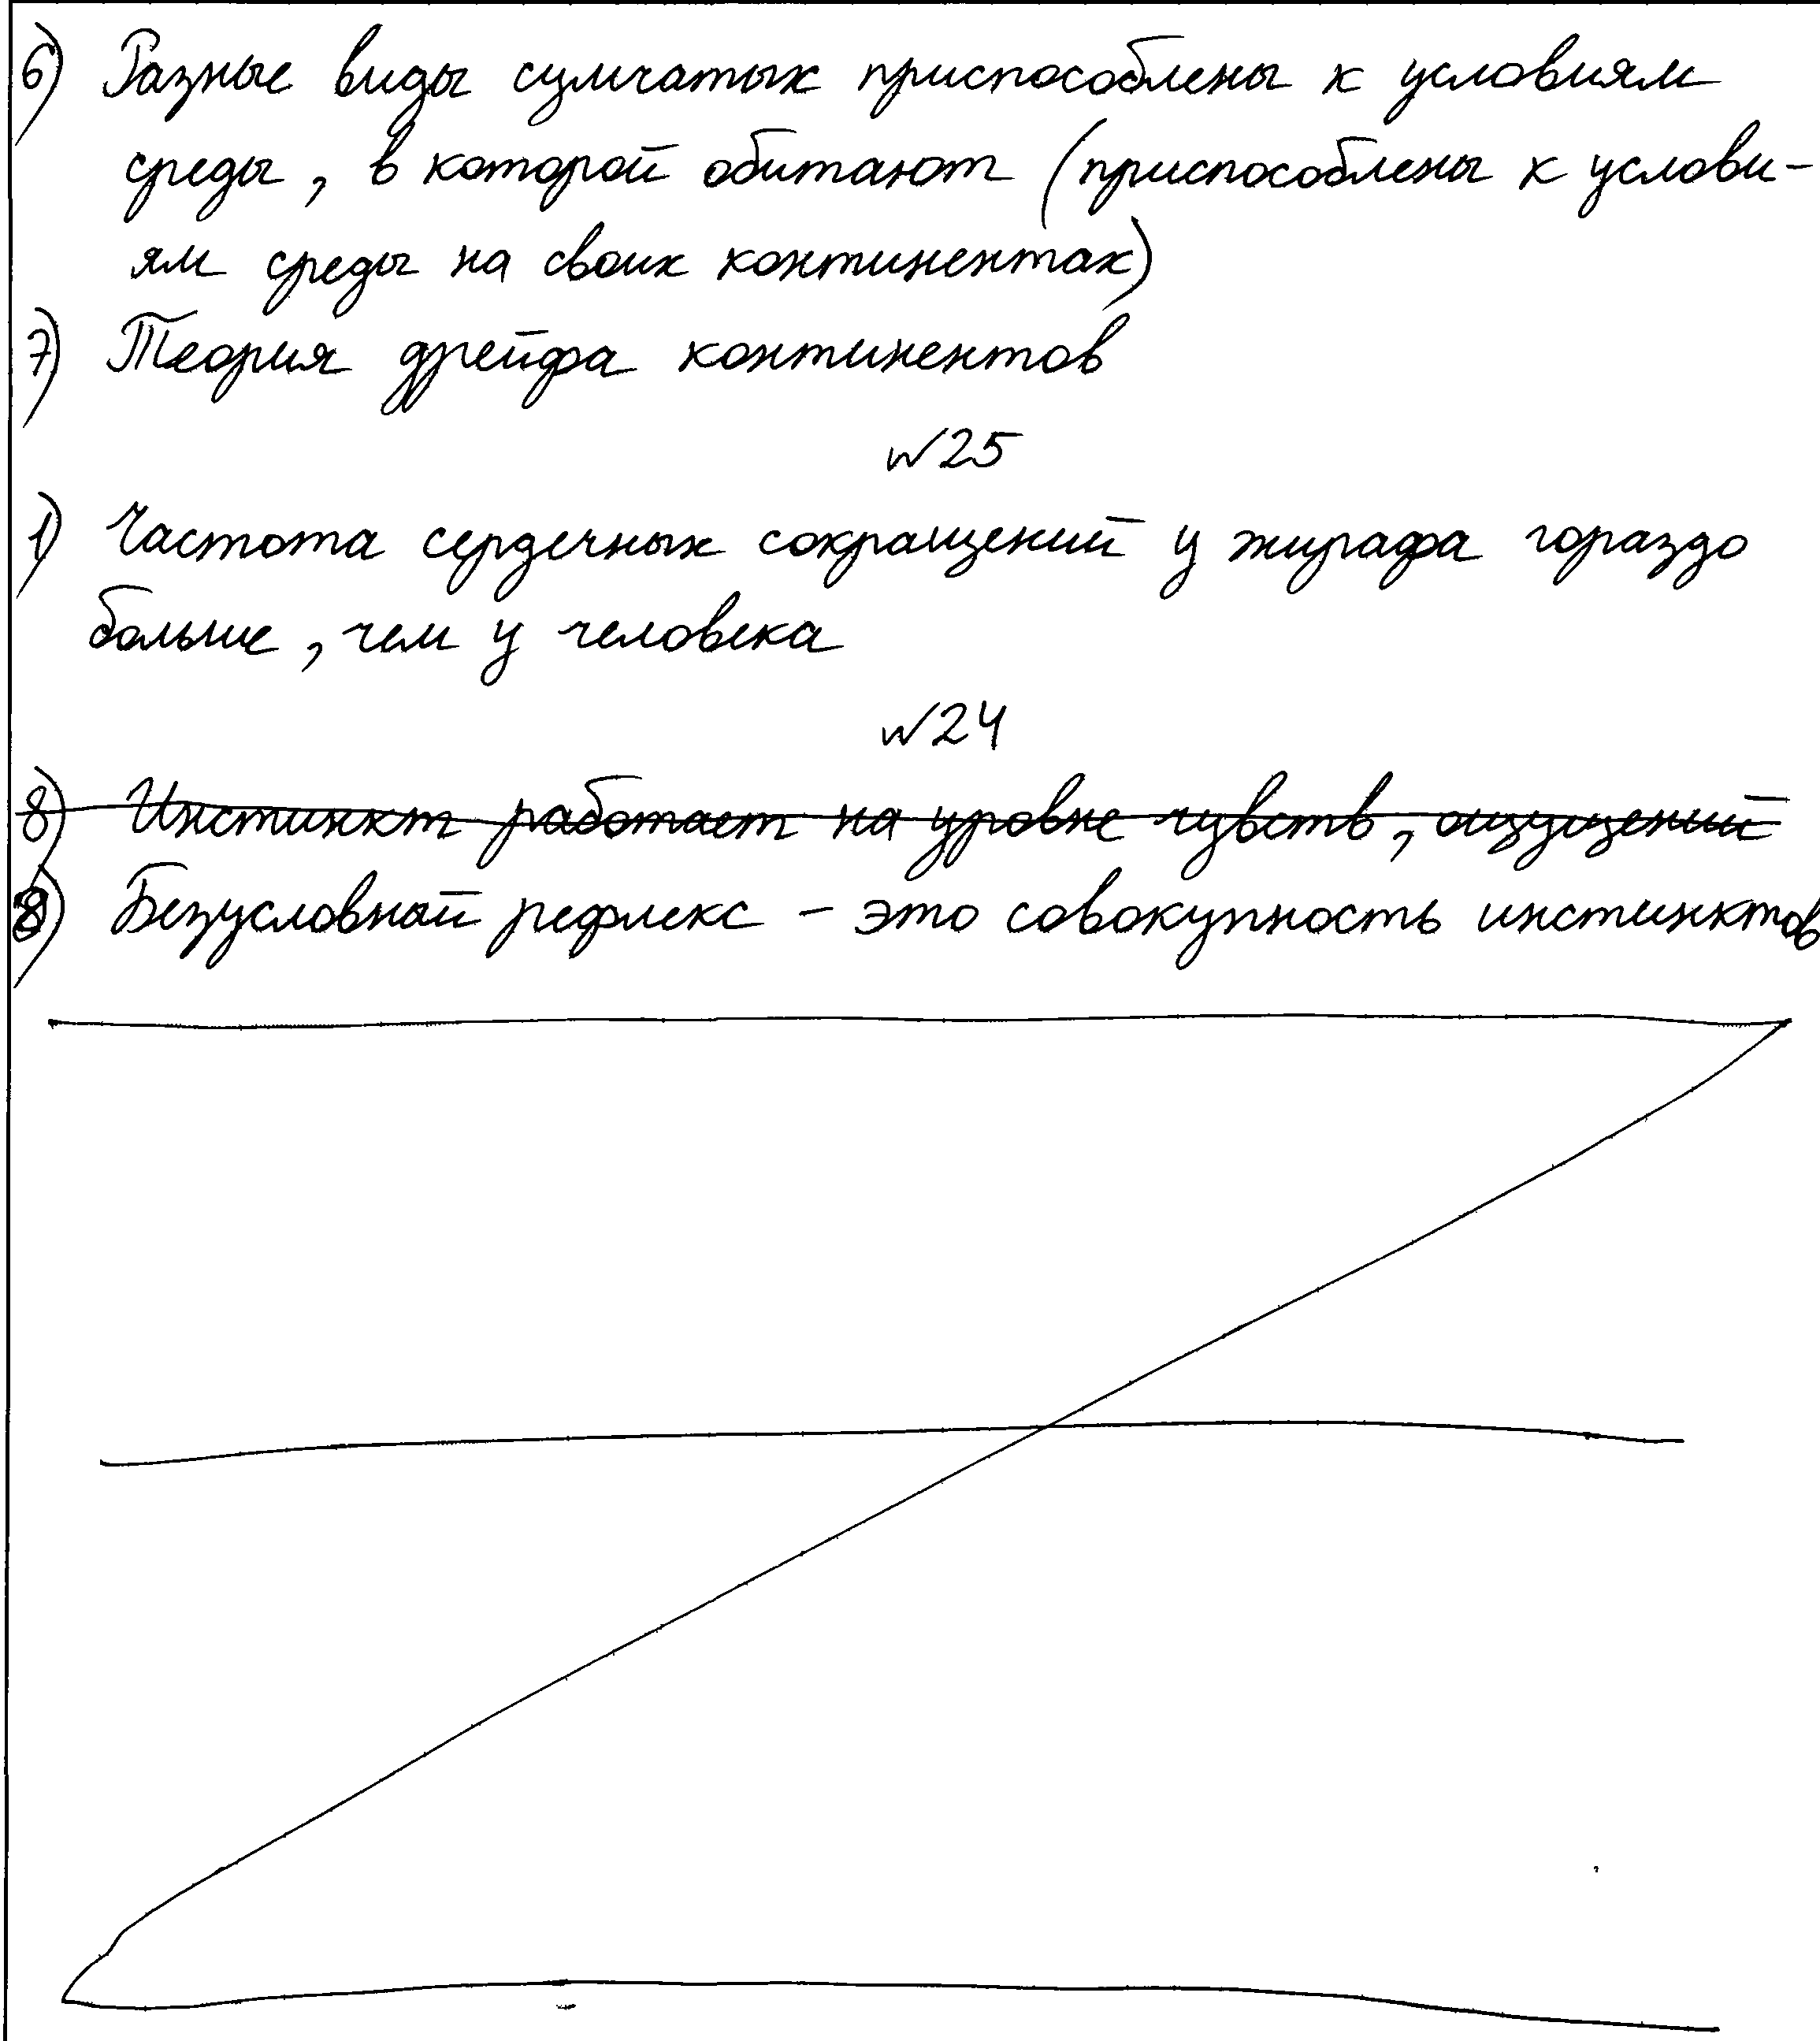 6) Разные виды сумчатых приспособлены к условиям
среды, в которой обитают (приспособлены к услови-
ям среды на своих континентах)
7) Теория дрейфа континентов
№25
1) Частота сердечных сокращений у жирафа гораздо
больше, чем у человека
№24
8) Инстинкт работает на уровне чувств, ощущений
8) Безусловный рефлекс – это совокупность инстинктов